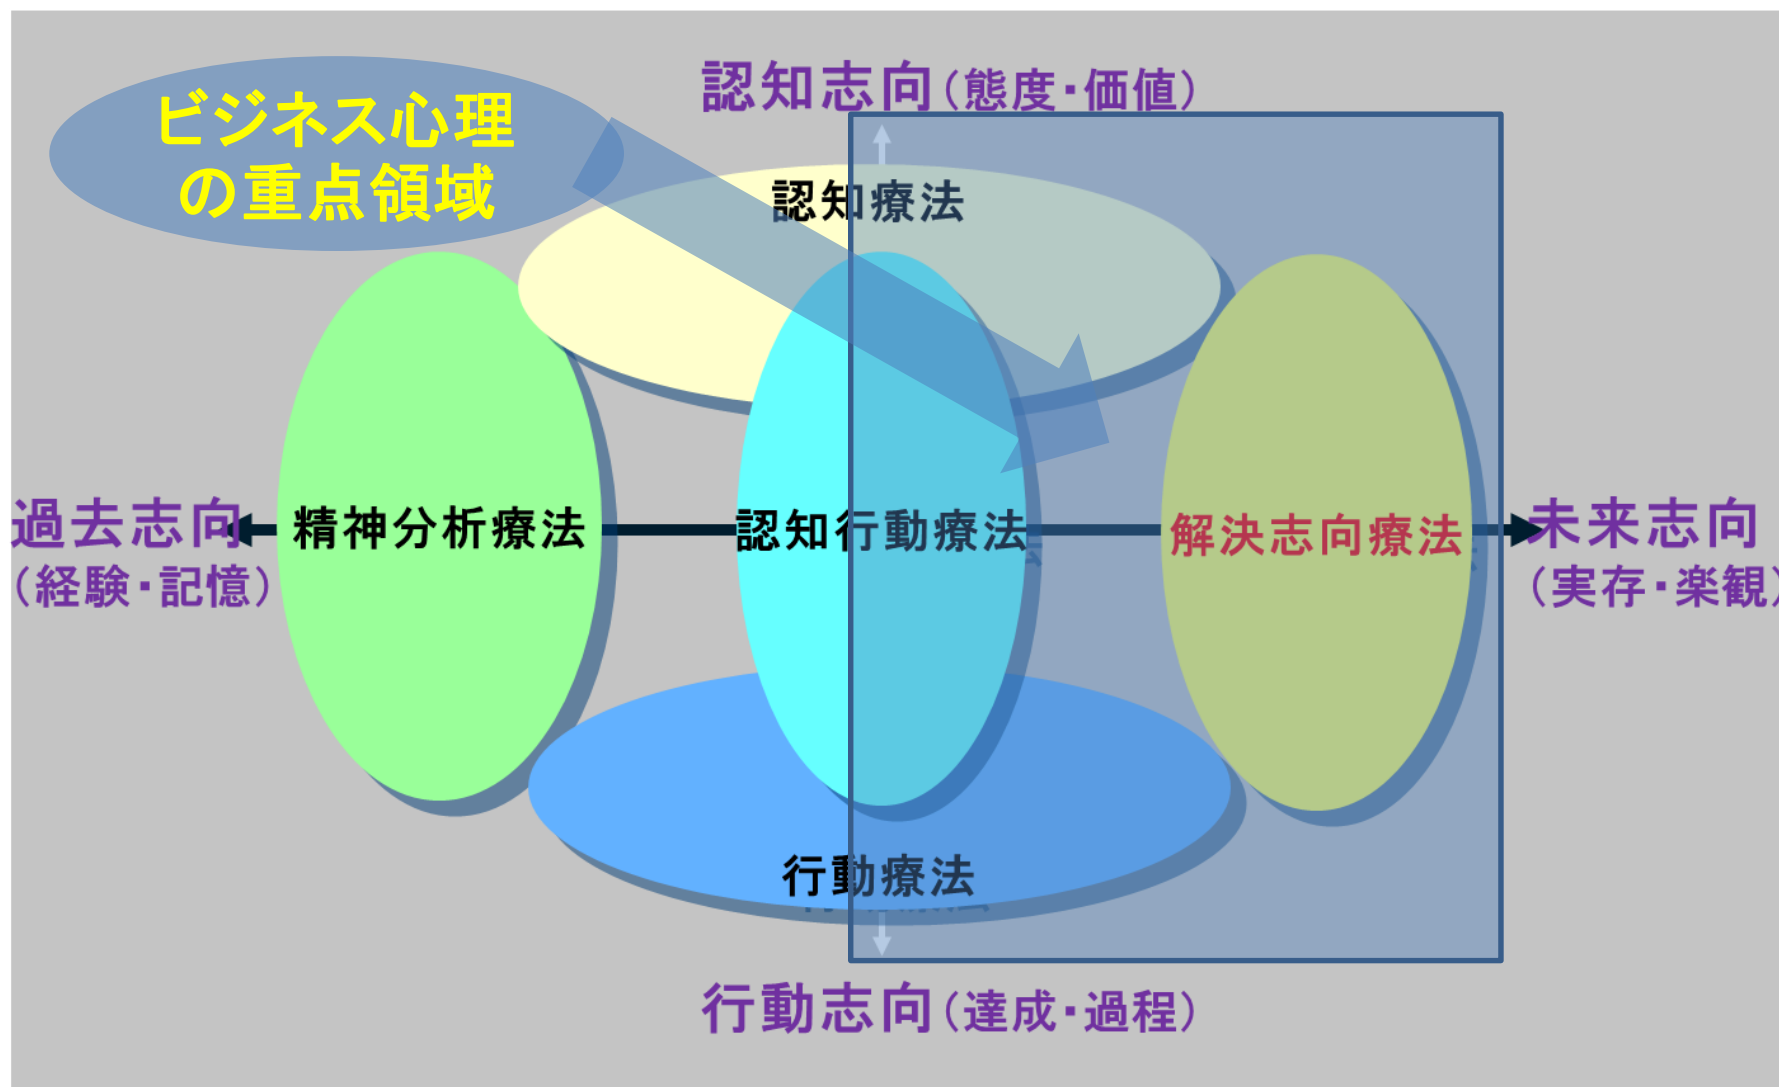 認知志向（態度・価値）
ビジネス心理
の重点領域
認知療法
過去志向
（経験・記憶）
精神分析療法
認知行動療法
解決志向療法
未来志向
（実存・楽観）
行動療法
行動志向（達成・過程）